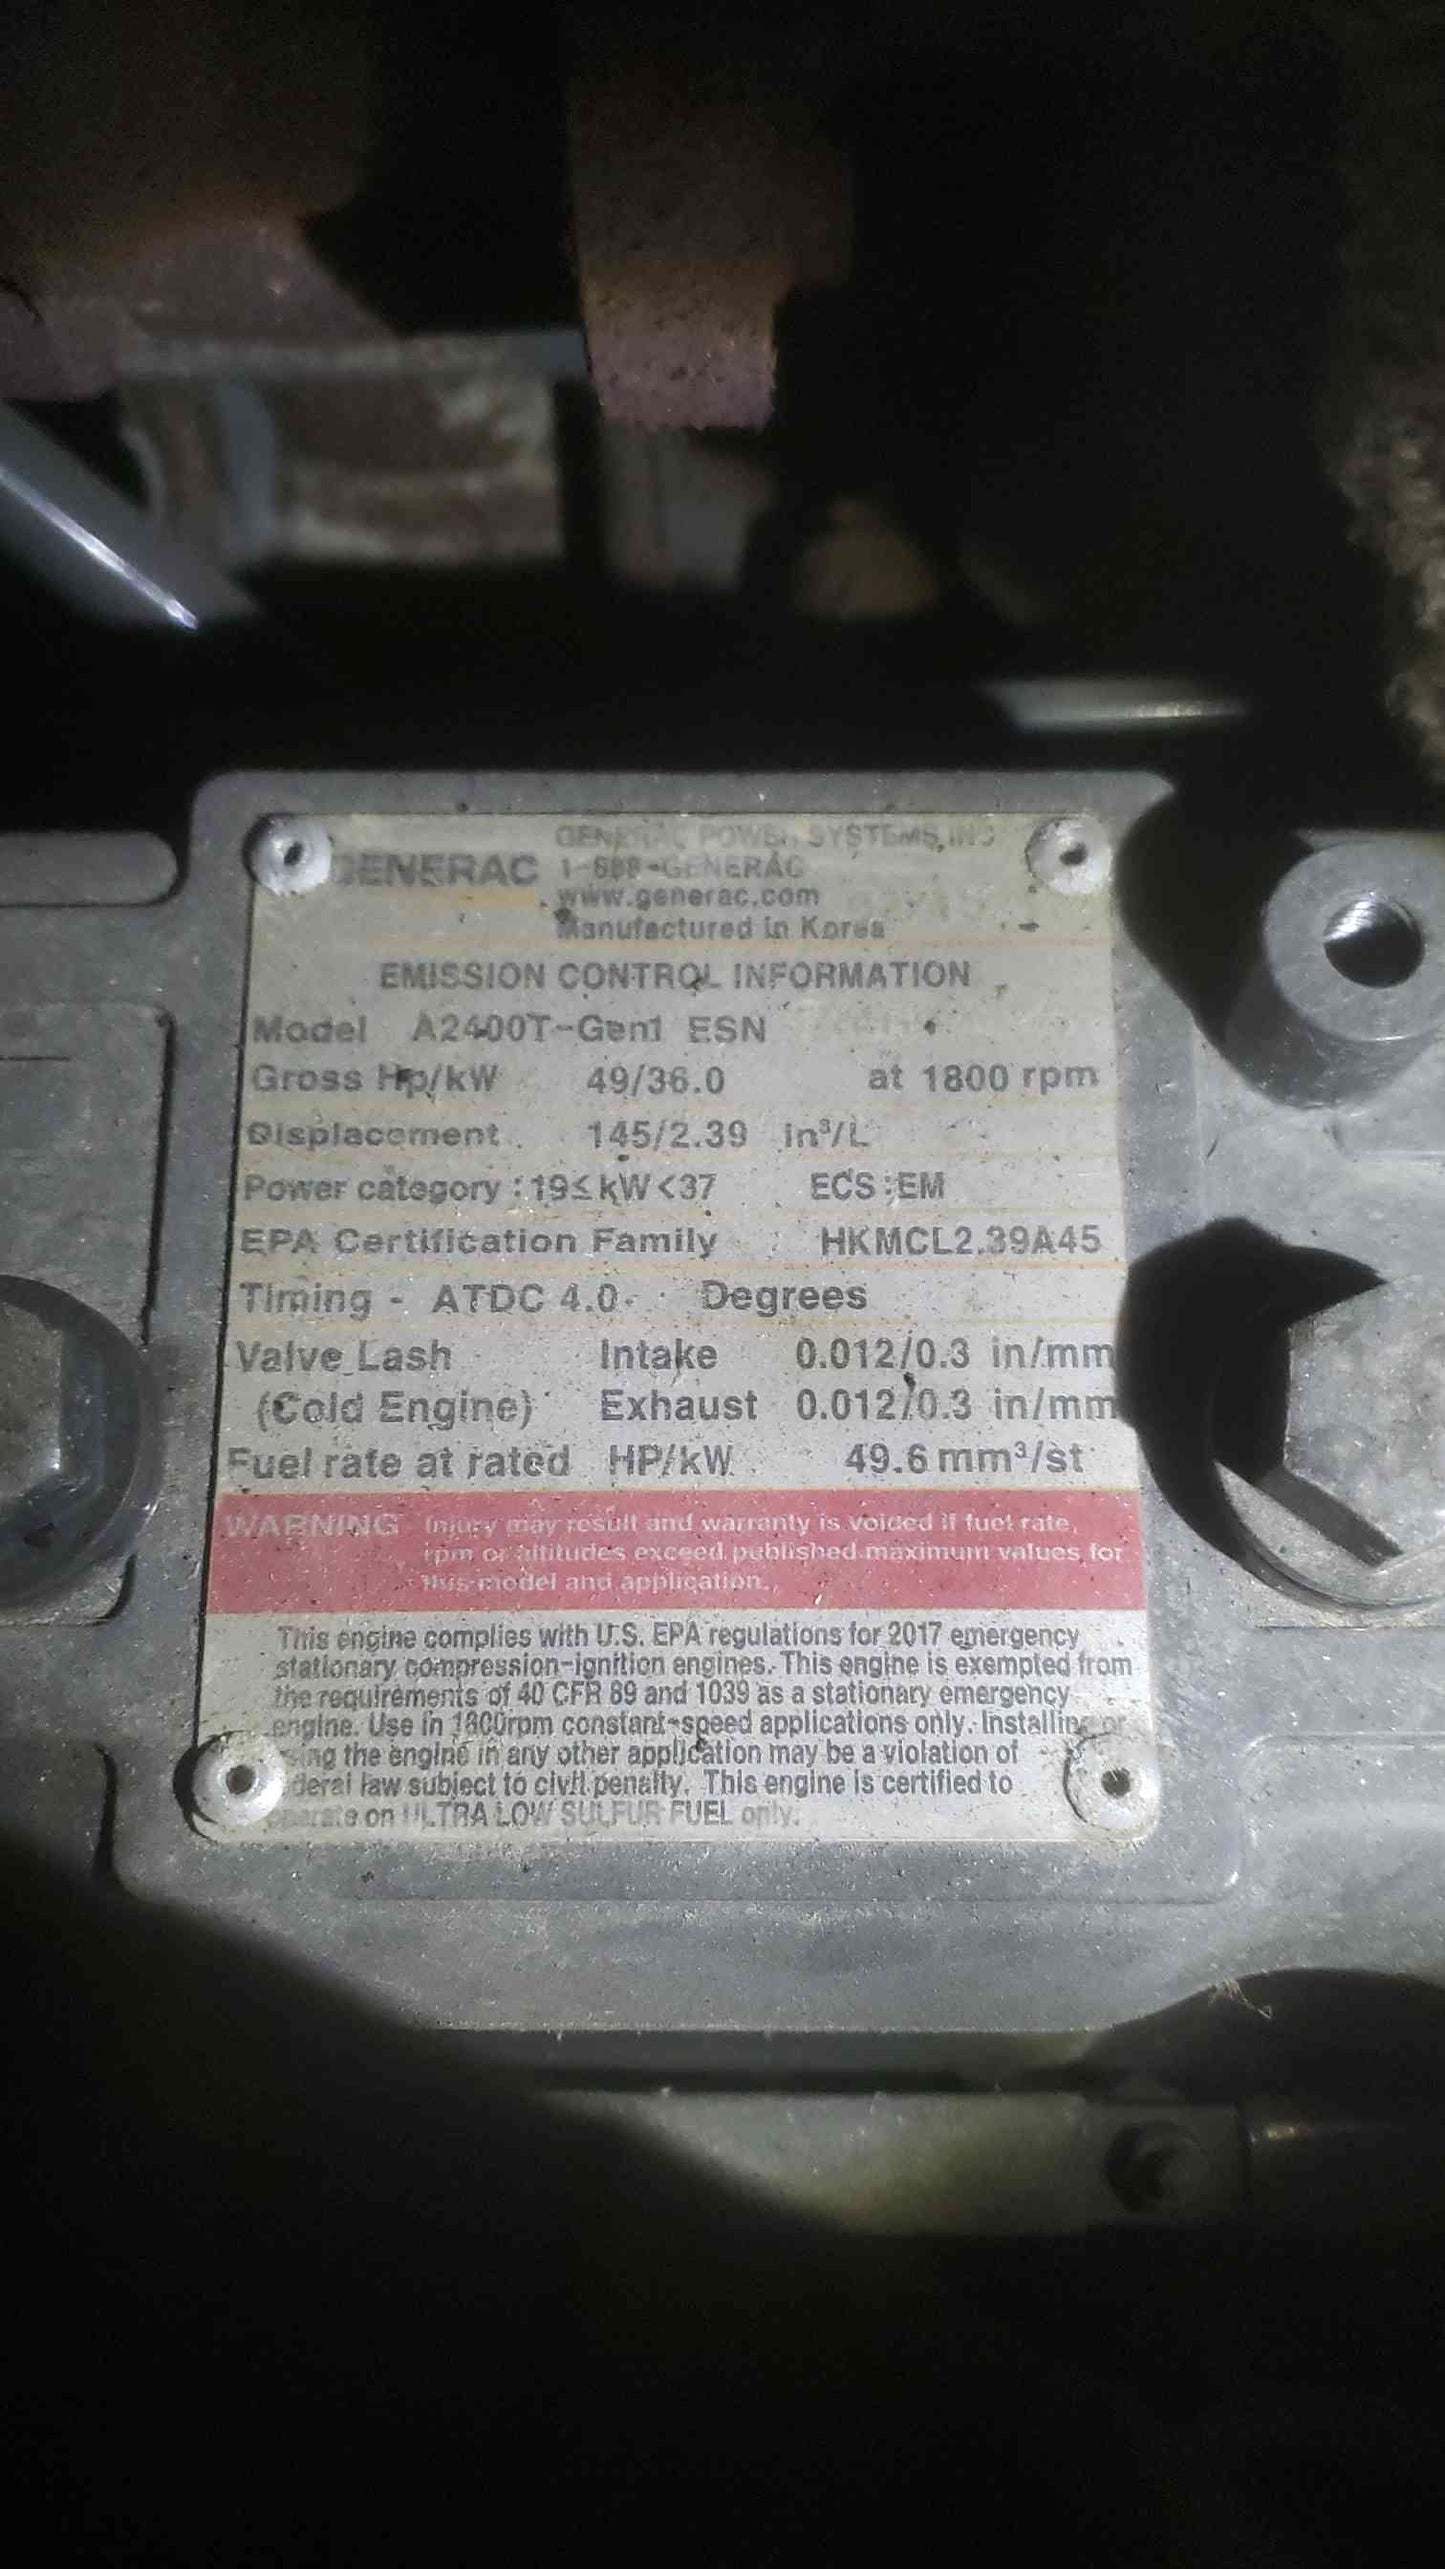 GENERAC POWER SYSTEMS, INC
GENERAC 1-888-GENERAC
www.generac.com
Manufactured in Korea
EMISSION CONTROL INFORMATION
Model A2400T-Gen1 ESN
Gross Hp/kW 49/36.0 at 1800 rpm
Displacement 145/2.39 in³/L
Power category : 19≤kW<37 ECS : EM
EPA Certification Family : HKMCL2.39A45
Timing - ATDC 4.0 Degrees
Valve Lash Intake 0.012/0.3 in/mm
(Cold Engine) Exhaust 0.012/0.3 in/mm
Fuel rate at rated HP/kW 49.6 mm³/st
WARNING Injury may result and warranty is voided if fuel rate,
rpm or altitudes exceed published maximum values for
this model and application.
This engine complies with U.S. EPA regulations for 2017 emergency
stationary compression-ignition engines. This engine is exempted from
the requirements of 40 CFR 89 and 1039 as a stationary emergency
engine. Use in 1800rpm constant-speed applications only. Installing or
the engine in any other application may be a violation of
law subject to civil penalty. This engine is certified to
operate on ULTRA LOW SULFUR FUEL only.